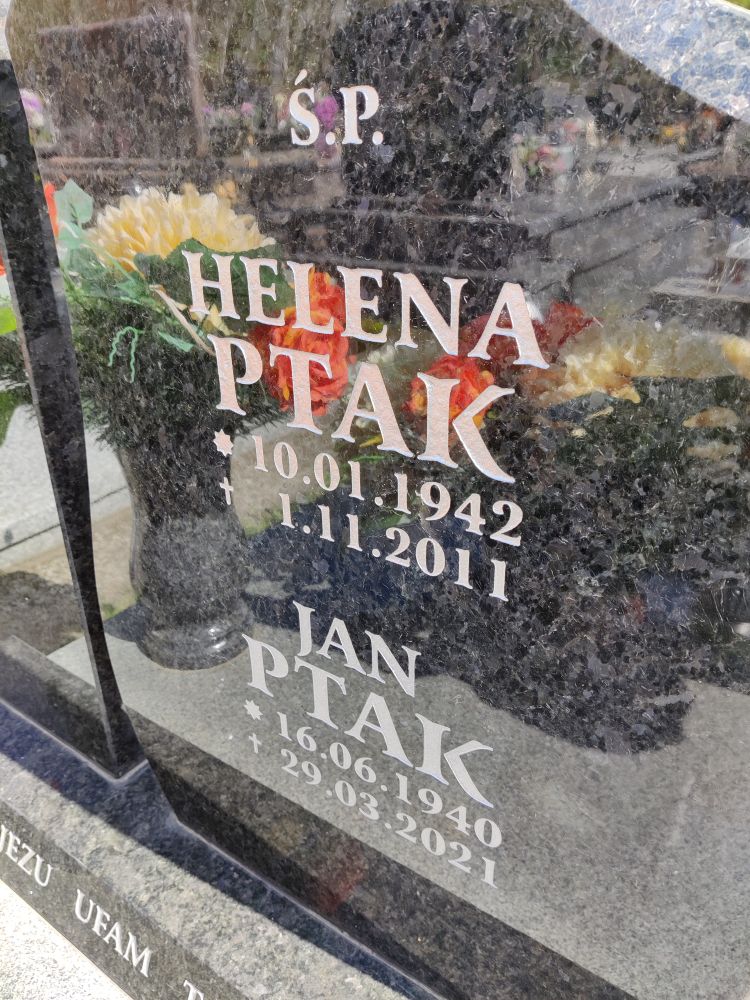 Ś.P.
HELENA
PTAK
* 10.01.1942
† 1.11.2011
JAN
PTAK
* 16.06.1940
† 29.03.2021
JEZU UFAM